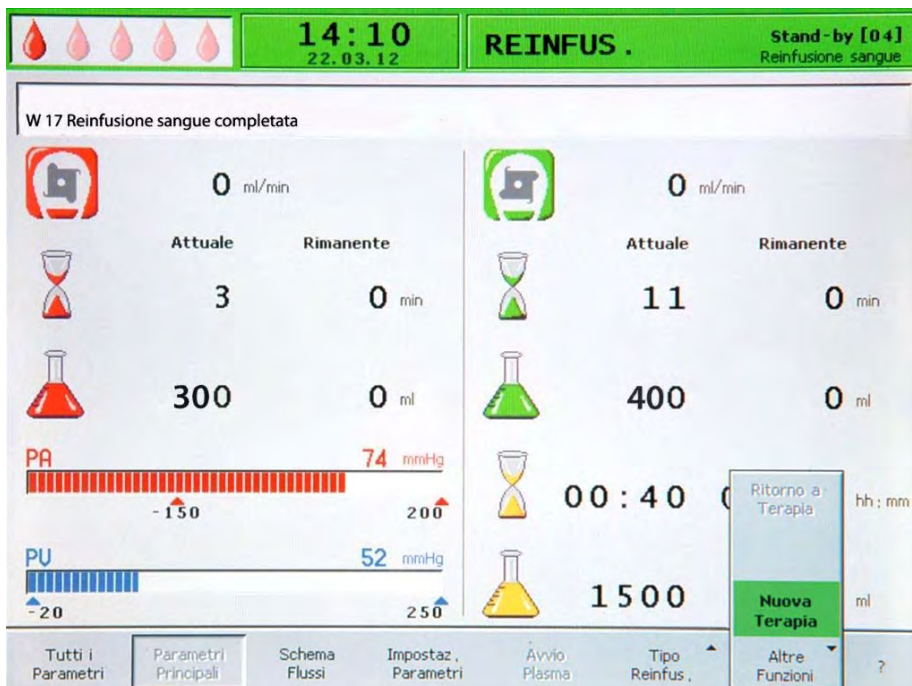 14:10
22.03.12
REINFUS.
Stand-by [04]
Reinfusione sangue
W 17 Reinfusione sangue completata
0 ml/min
0 ml/min
Attuale Rimanente
Attuale Rimanente
3 0 min
11 0 min
300 0 ml
400 0 ml
PA 74 mmHg
-150 200
00:40 hh:mm
PV 52 mmHg
-20 250
1500 ml
Ritorno a
Terapia
Nuova
Terapia
Tutti i
Parametri
Parametri
Principali
Schema
Flussi
Impostaz.
Parametri
Avvio
Plasma
Tipo
Reinfus.
Altre
Funzioni
?